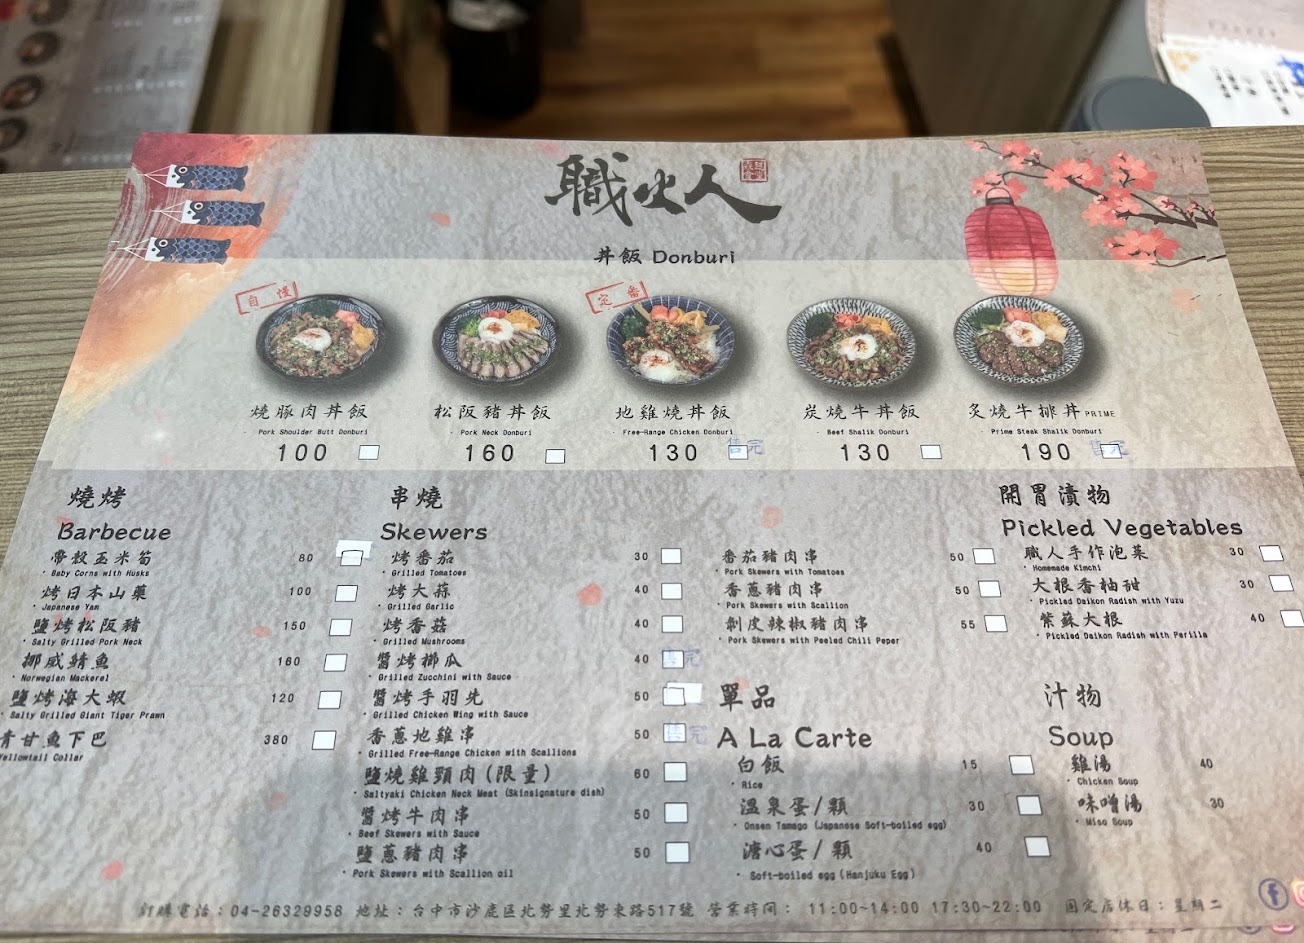 職火人
丼飯 Donburi
自慢
定番
燒豚肉丼飯
Pork Shoulder Butt Donburi
100
松阪豬丼飯
Pork Neck Donburi
160
地雞燒丼飯
Free-Range Chicken Donburi
130 售完
炭燒牛丼飯
Beef Shalik Donburi
130
炙燒牛排丼PRIME
Prime Steak Shalik Donburi
190 售完
燒烤
Barbecue
帶殼玉米筍 80
· Baby Corns with Husks
烤日本山藥 100
· Japanese Yam
鹽烤松阪豬 150
· Salty Grilled Pork Neck
挪威鯖魚 160
· Norwegian Mackerel
鹽烤海大蝦 120
· Salty Grilled Giant Tiger Prawn
青甘魚下巴 380
Yellowtail Collar
串燒
Skewers
烤番茄 30
· Grilled Tomatoes
烤大蒜 40
· Grilled Garlic
烤香菇 40
· Grilled Mushrooms
醬烤櫛瓜 40 售完
· Grilled Zucchini with Sauce
醬烤手羽先 50
· Grilled Chicken Wing with Sauce
香蔥地雞串 50 售完
· Grilled Free-Range Chicken with Scallions
鹽燒雞頸肉(限量) 60
· Saltyaki Chicken Neck Meat (Skinsignature dish)
醬烤牛肉串 50
· Beef Skewers with Sauce
鹽蔥豬肉串 50
· Pork Skewers with Scallion oil
番茄豬肉串 50
· Pork Skewers with Tomatoes
香蔥豬肉串 50
· Pork Skewers with Scallion
剝皮辣椒豬肉串 55
· Pork Skewers with Peeled Chili Peper
單品
A La Carte
白飯 15
· Rice
溫泉蛋/顆 30
· Onsen Tamago (Japanese Soft-boiled egg)
溏心蛋/顆 40
· Soft-boiled egg (Hanjuku Egg)
開胃漬物
Pickled Vegetables
職人手作泡菜 30
· Homemade Kimchi
大根香柚甜 30
· Pickled Daikon Radish with Yuzu
紫蘇大根 40
· Pickled Daikon Radish with Perilla
汁物
Soup
雞湯 40
· Chicken Soup
味噌湯 30
· Miso Soup
訂購電話：04-26329958 地址：台中市沙鹿區北勢里北勢東路517號 營業時間： 11:00~14:00 17:30~22:00 固定店休日：星期二